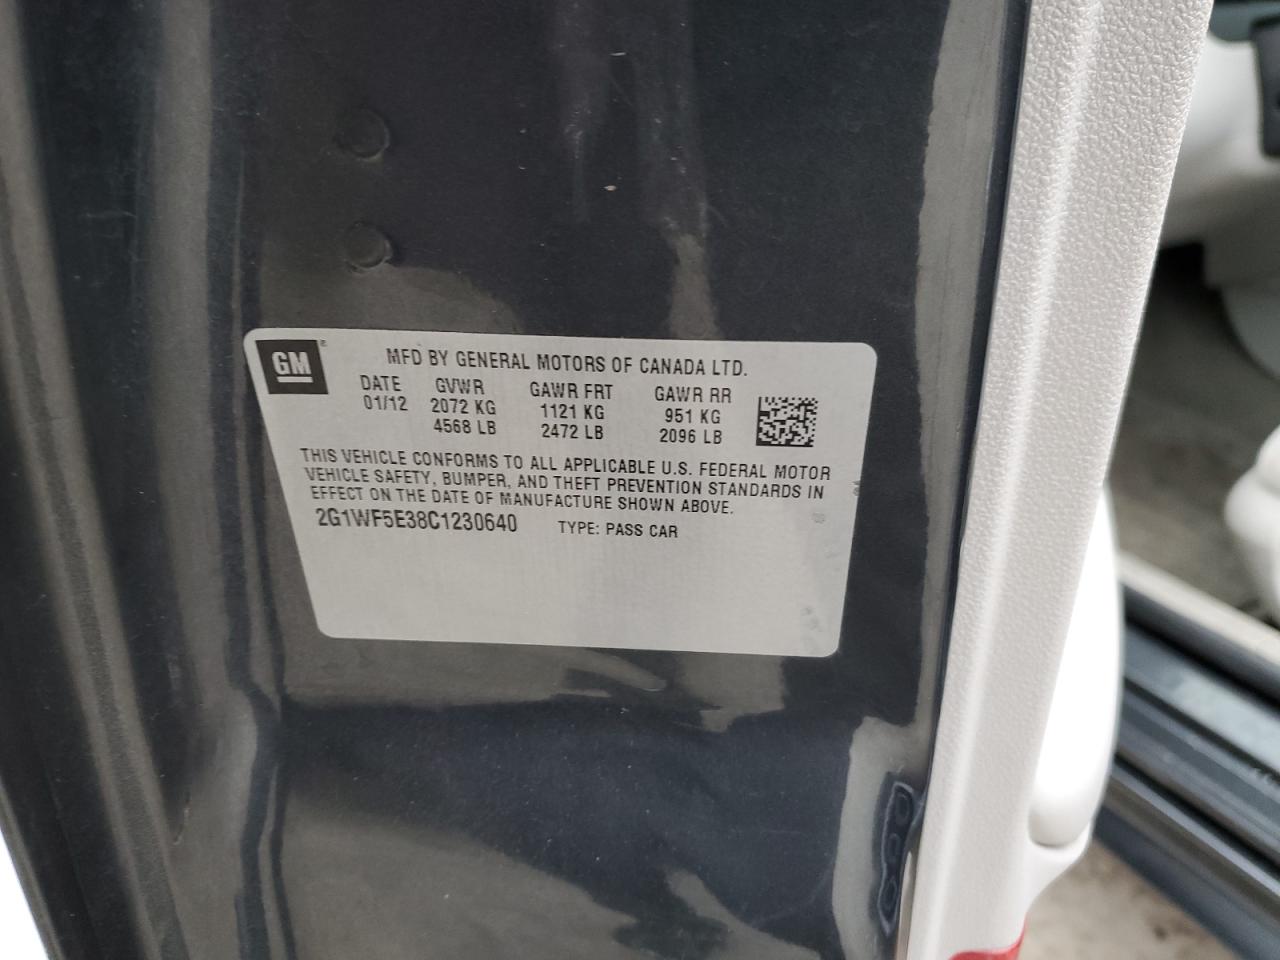 GM
MFD BY GENERAL MOTORS OF CANADA LTD.
DATE GVWR GAWR FRT GAWR RR
01/12 2072 KG 1121 KG 951 KG
4568 LB 2472 LB 2096 LB
THIS VEHICLE CONFORMS TO ALL APPLICABLE U.S. FEDERAL MOTOR
VEHICLE SAFETY, BUMPER, AND THEFT PREVENTION STANDARDS IN
EFFECT ON THE DATE OF MANUFACTURE SHOWN ABOVE.
2G1WF5E38C1230640 TYPE: PASS CAR